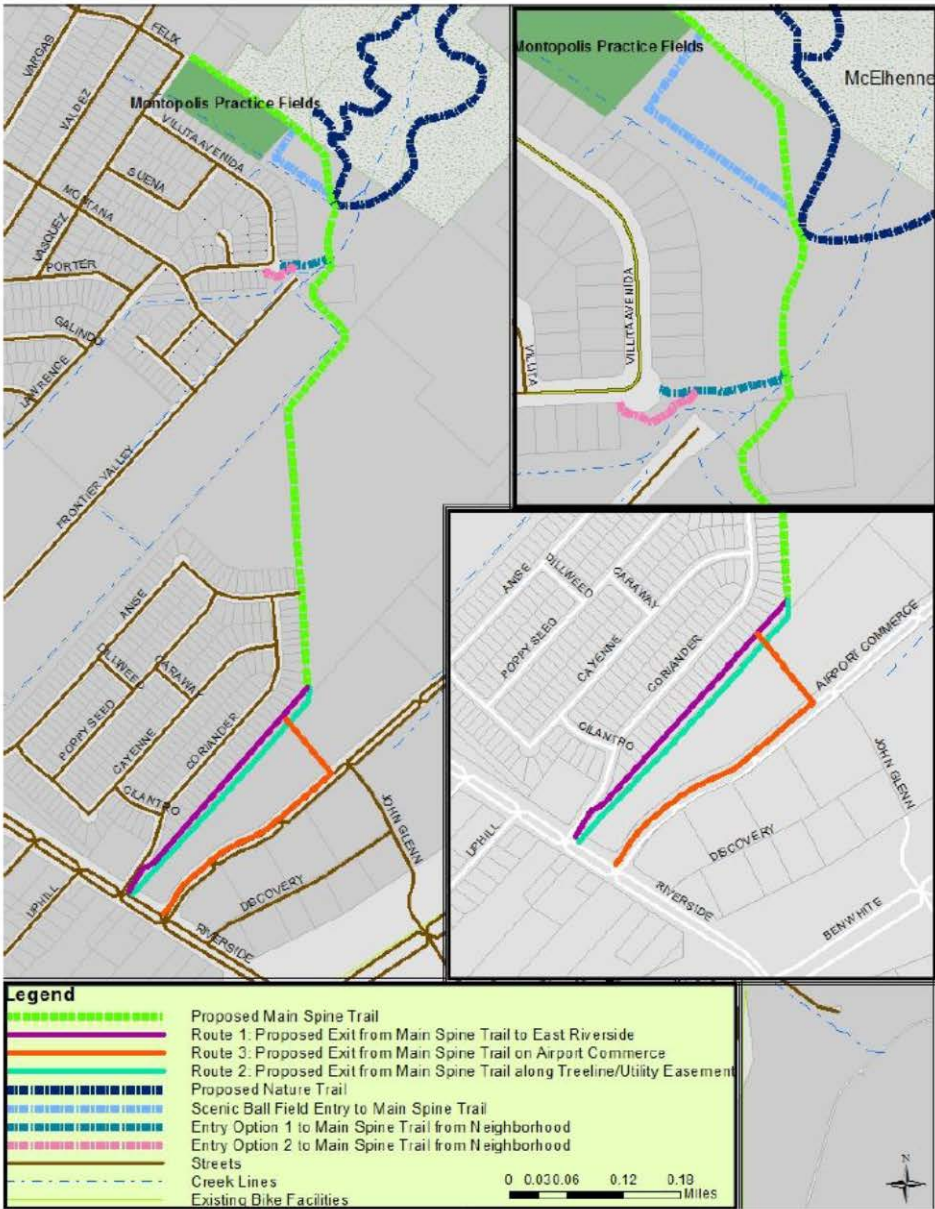 FELIX
VARGAS
VALDEZ
Montopolis Practice Fields
VILLITA AVENIDA
SUENA
MONTANA
VASQUEZ
PORTER
GALINDO
LAWRENCE
FRONTIER VALLEY
ANISE
DILLWEED
CARAWAY
POPPY SEED
CAYENNE
CORIANDER
CILANTRO
JOHN GLENN
DISCOVERY
UPHILL
RIVERSIDE
Montopolis Practice Fields
McElhenne
VILLITA AVENIDA
VILLITA
ANISE
DILLWEED
CARAWAY
POPPY SEED
CAYENNE
CORIANDER
AIRPORT COMMERCE
CILANTRO
JOHN GLENN
UPHILL
DISCOVERY
RIVERSIDE
BEN WHITE
Legend
Proposed Main Spine Trail
Route 1: Proposed Exit from Main Spine Trail to East Riverside
Route 3: Proposed Exit from Main Spine Trail on Airport Commerce
Route 2: Proposed Exit from Main Spine Trail along Treeline/Utility Easement
Proposed Nature Trail
Scenic Ball Field Entry to Main Spine Trail
Entry Option 1 to Main Spine Trail from Neighborhood
Entry Option 2 to Main Spine Trail from Neighborhood
Streets
Creek Lines
Existing Bike Facilities
0 0.03 0.06 0.12 0.18
Miles
N